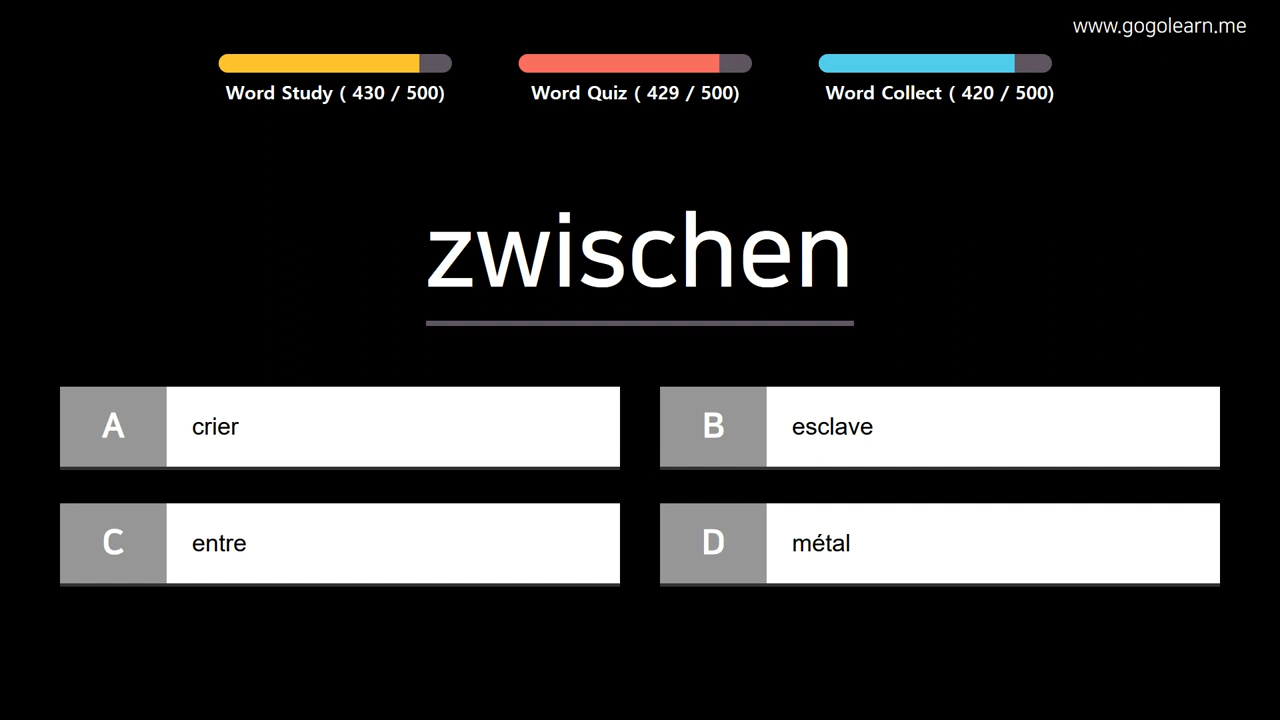 www.gogolearn.me
Word Study ( 430 / 500)
Word Quiz ( 429 / 500)
Word Collect ( 420 / 500)
zwischen
A crier
B esclave
C entre
D métal